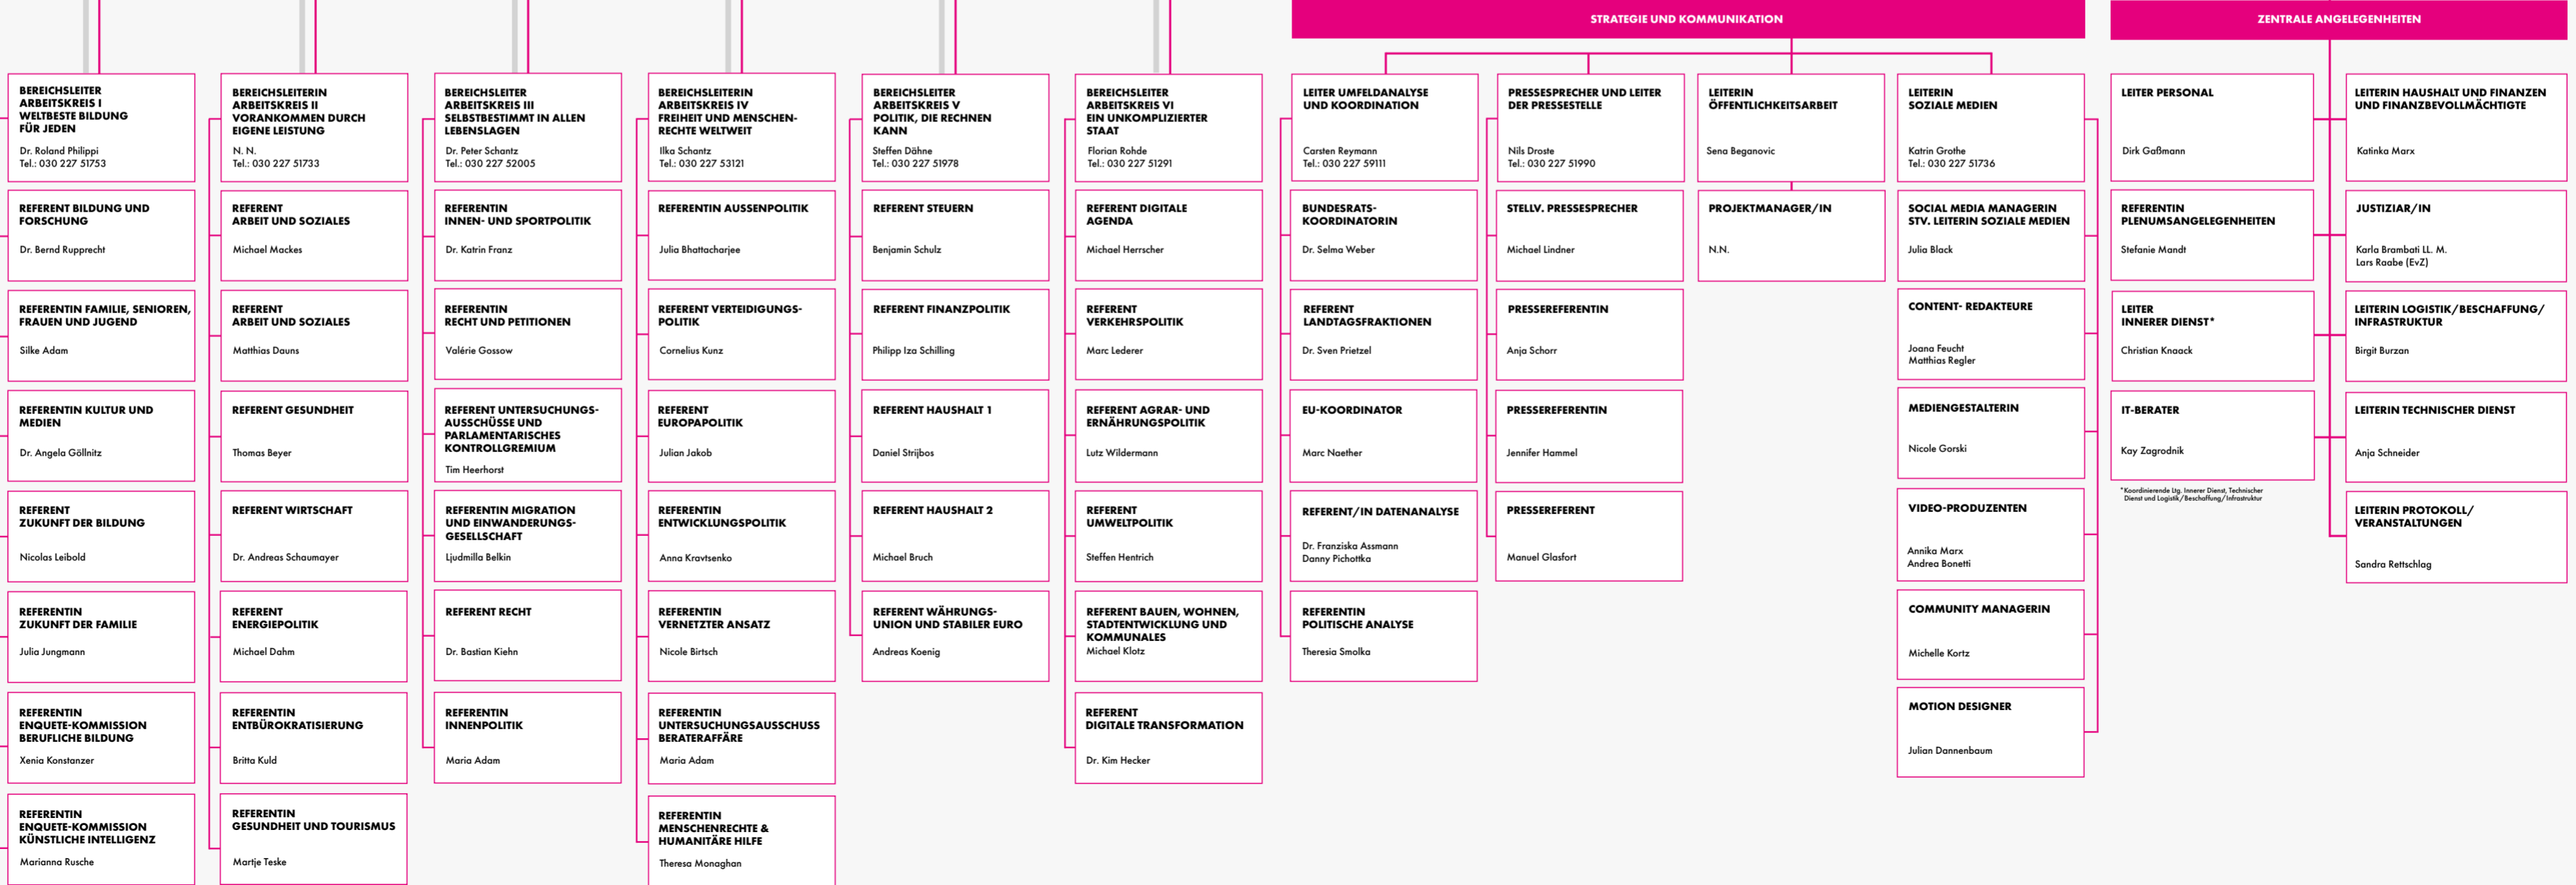 STRATEGIE UND KOMMUNIKATION
ZENTRALE ANGELEGENHEITEN
BEREICHSLEITER
ARBEITSKREIS I
WELTBESTE BILDUNG
FÜR JEDEN
Dr. Roland Philippi
Tel.: 030 227 51753
REFERENT BILDUNG UND
FORSCHUNG
Dr. Bernd Rupprecht
REFERENTIN FAMILIE, SENIOREN,
FRAUEN UND JUGEND
Silke Adam
REFERENTIN KULTUR UND
MEDIEN
Dr. Angela Göllnitz
REFERENT
ZUKUNFT DER BILDUNG
Nicolas Leibold
REFERENTIN
ZUKUNFT DER FAMILIE
Julia Jungmann
REFERENTIN
ENQUETE-KOMMISSION
BERUFLICHE BILDUNG
Xenia Konstanzer
REFERENTIN
ENQUETE-KOMMISSION
KÜNSTLICHE INTELLIGENZ
Marianna Rusche
BEREICHSLEITERIN
ARBEITSKREIS II
VORANKOMMEN DURCH
EIGENE LEISTUNG
N. N.
Tel.: 030 227 51733
REFERENT
ARBEIT UND SOZIALES
Michael Mackes
REFERENT
ARBEIT UND SOZIALES
Matthias Dauns
REFERENT GESUNDHEIT
Thomas Beyer
REFERENT WIRTSCHAFT
Dr. Andreas Schaumayer
REFERENT
ENERGIEPOLITIK
Michael Dahm
REFERENTIN
ENTBÜROKRATISIERUNG
Britta Kuld
REFERENTIN
GESUNDHEIT UND TOURISMUS
Martje Teske
BEREICHSLEITER
ARBEITSKREIS III
SELBSTBESTIMMT IN ALLEN
LEBENSLAGEN
Dr. Peter Schantz
Tel.: 030 227 52005
REFERENTIN
INNEN- UND SPORTPOLITIK
Dr. Katrin Franz
REFERENTIN
RECHT UND PETITIONEN
Valérie Gossow
REFERENT UNTERSUCHUNGS-
AUSSCHÜSSE UND
PARLAMENTARISCHES
KONTROLLGREMIUM
Tim Heerhorst
REFERENTIN MIGRATION
UND EINWANDERUNGS-
GESELLSCHAFT
Ljudmilla Belkin
REFERENT RECHT
Dr. Bastian Kiehn
REFERENTIN
INNENPOLITIK
Maria Adam
BEREICHSLEITERIN
ARBEITSKREIS IV
FREIHEIT UND MENSCHEN-
RECHTE WELTWEIT
Ilka Schantz
Tel.: 030 227 53121
REFERENTIN AUSSENPOLITIK
Julia Bhattacharjee
REFERENT VERTEIDIGUNGS-
POLITIK
Cornelius Kunz
REFERENT
EUROPAPOLITIK
Julian Jakob
REFERENTIN
ENTWICKLUNGSPOLITIK
Anna Kravtsenko
REFERENTIN
VERNETZTER ANSATZ
Nicole Birtsch
REFERENTIN
UNTERSUCHUNGSAUSSCHUSS
BERATERAFFÄRE
Maria Adam
REFERENTIN
MENSCHENRECHTE &
HUMANITÄRE HILFE
Theresa Monaghan
BEREICHSLEITER
ARBEITSKREIS V
POLITIK, DIE RECHNEN
KANN
Steffen Dähne
Tel.: 030 227 51978
REFERENT STEUERN
Benjamin Schulz
REFERENT FINANZPOLITIK
Philipp Iza Schilling
REFERENT HAUSHALT 1
Daniel Strijbos
REFERENT HAUSHALT 2
Michael Bruch
REFERENT WÄHRUNGS-
UNION UND STABILER EURO
Andreas Koenig
BEREICHSLEITER
ARBEITSKREIS VI
EIN UNKOMPLIZIERTER
STAAT
Florian Rohde
Tel.: 030 227 51291
REFERENT DIGITALE
AGENDA
Michael Herrscher
REFERENT
VERKEHRSPOLITIK
Marc Lederer
REFERENT AGRAR- UND
ERNÄHRUNGSPOLITIK
Lutz Wildermann
REFERENT
UMWELTPOLITIK
Steffen Hentrich
REFERENT BAUEN, WOHNEN,
STADTENTWICKLUNG UND
KOMMUNALES
Michael Klotz
REFERENT
DIGITALE TRANSFORMATION
Dr. Kim Hecker
LEITER UMFELDANALYSE
UND KOORDINATION
Carsten Reymann
Tel.: 030 227 59111
BUNDESRATS-
KOORDINATORIN
Dr. Selma Weber
REFERENT
LANDTAGSFRAKTIONEN
Dr. Sven Prietzel
EU-KOORDINATOR
Marc Naether
REFERENT/IN DATENANALYSE
Dr. Franziska Assmann
Danny Pichottka
REFERENTIN
POLITISCHE ANALYSE
Theresia Smolka
PRESSESPRECHER UND LEITER
DER PRESSESTELLE
Nils Droste
Tel.: 030 227 51990
STELLV. PRESSESPRECHER
Michael Lindner
PRESSEREFERENTIN
Anja Schorr
PRESSEREFERENTIN
Jennifer Hammel
PRESSEREFERENT
Manuel Glasfort
LEITERIN
ÖFFENTLICHKEITSARBEIT
Sena Beganovic
PROJEKTMANAGER/IN
N.N.
LEITERIN
SOZIALE MEDIEN
Katrin Grothe
Tel.: 030 227 51736
SOCIAL MEDIA MANAGERIN
STV. LEITERIN SOZIALE MEDIEN
Julia Black
CONTENT- REDAKTEURE
Joana Feucht
Matthias Regler
MEDIENGESTALTERIN
Nicole Gorski
VIDEO-PRODUZENTEN
Annika Marx
Andrea Bonetti
COMMUNITY MANAGERIN
Michelle Kortz
MOTION DESIGNER
Julian Dannenbaum
LEITER PERSONAL
Dirk Gaßmann
REFERENTIN
PLENUMSANGELEGENHEITEN
Stefanie Mandt
LEITER
INNERER DIENST*
Christian Knaack
IT-BERATER
Kay Zagrodnik
*Koordinierende Ltg. Innerer Dienst, Technischer
Dienst und Logistik/Beschaffung/Infrastruktur
LEITERIN HAUSHALT UND FINANZEN
UND FINANZBEVOLLMÄCHTIGTE
Katinka Marx
JUSTIZIAR/IN
Karla Brambati LL. M.
Lars Raabe (EvZ)
LEITERIN LOGISTIK/BESCHAFFUNG/
INFRASTRUKTUR
Birgit Burzan
LEITERIN TECHNISCHER DIENST
Anja Schneider
LEITERIN PROTOKOLL/
VERANSTALTUNGEN
Sandra Rettschlag